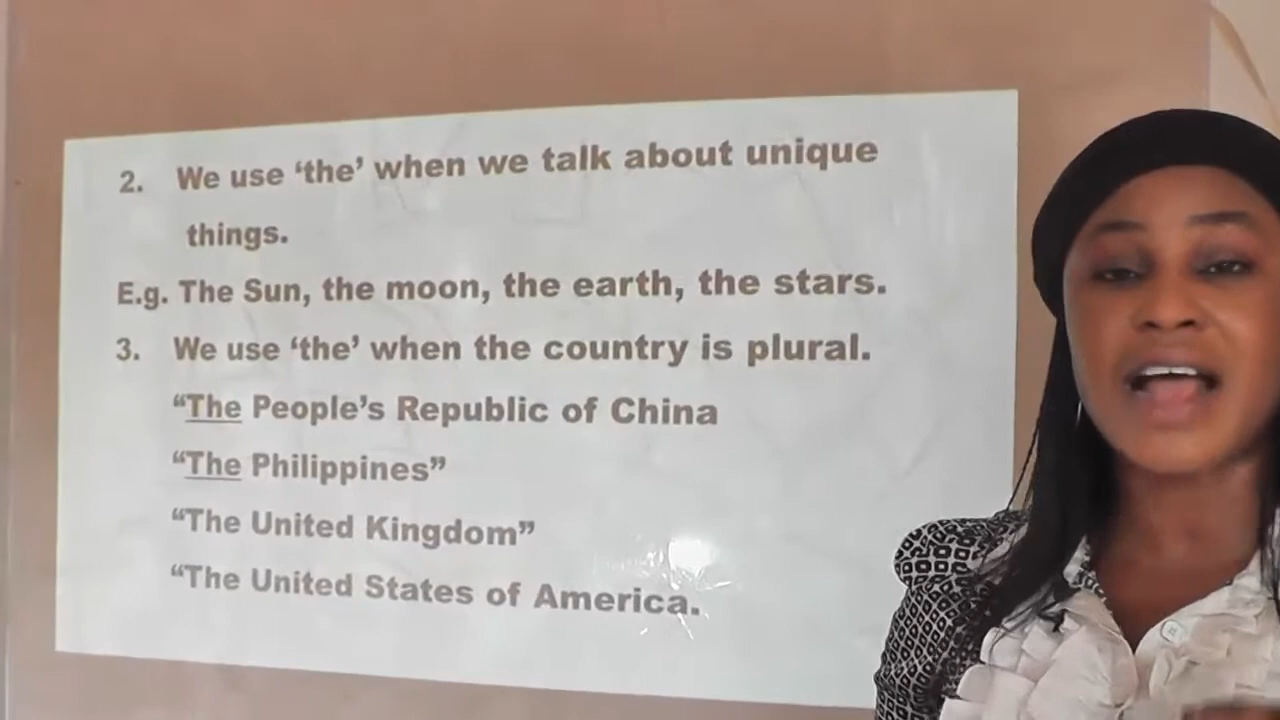 2. We use ‘the’ when we talk about unique
things.
E.g. The Sun, the moon, the earth, the stars.
3. We use ‘the’ when the country is plural.
“The People’s Republic of China
“The Philippines”
“The United Kingdom”
“The United States of America.